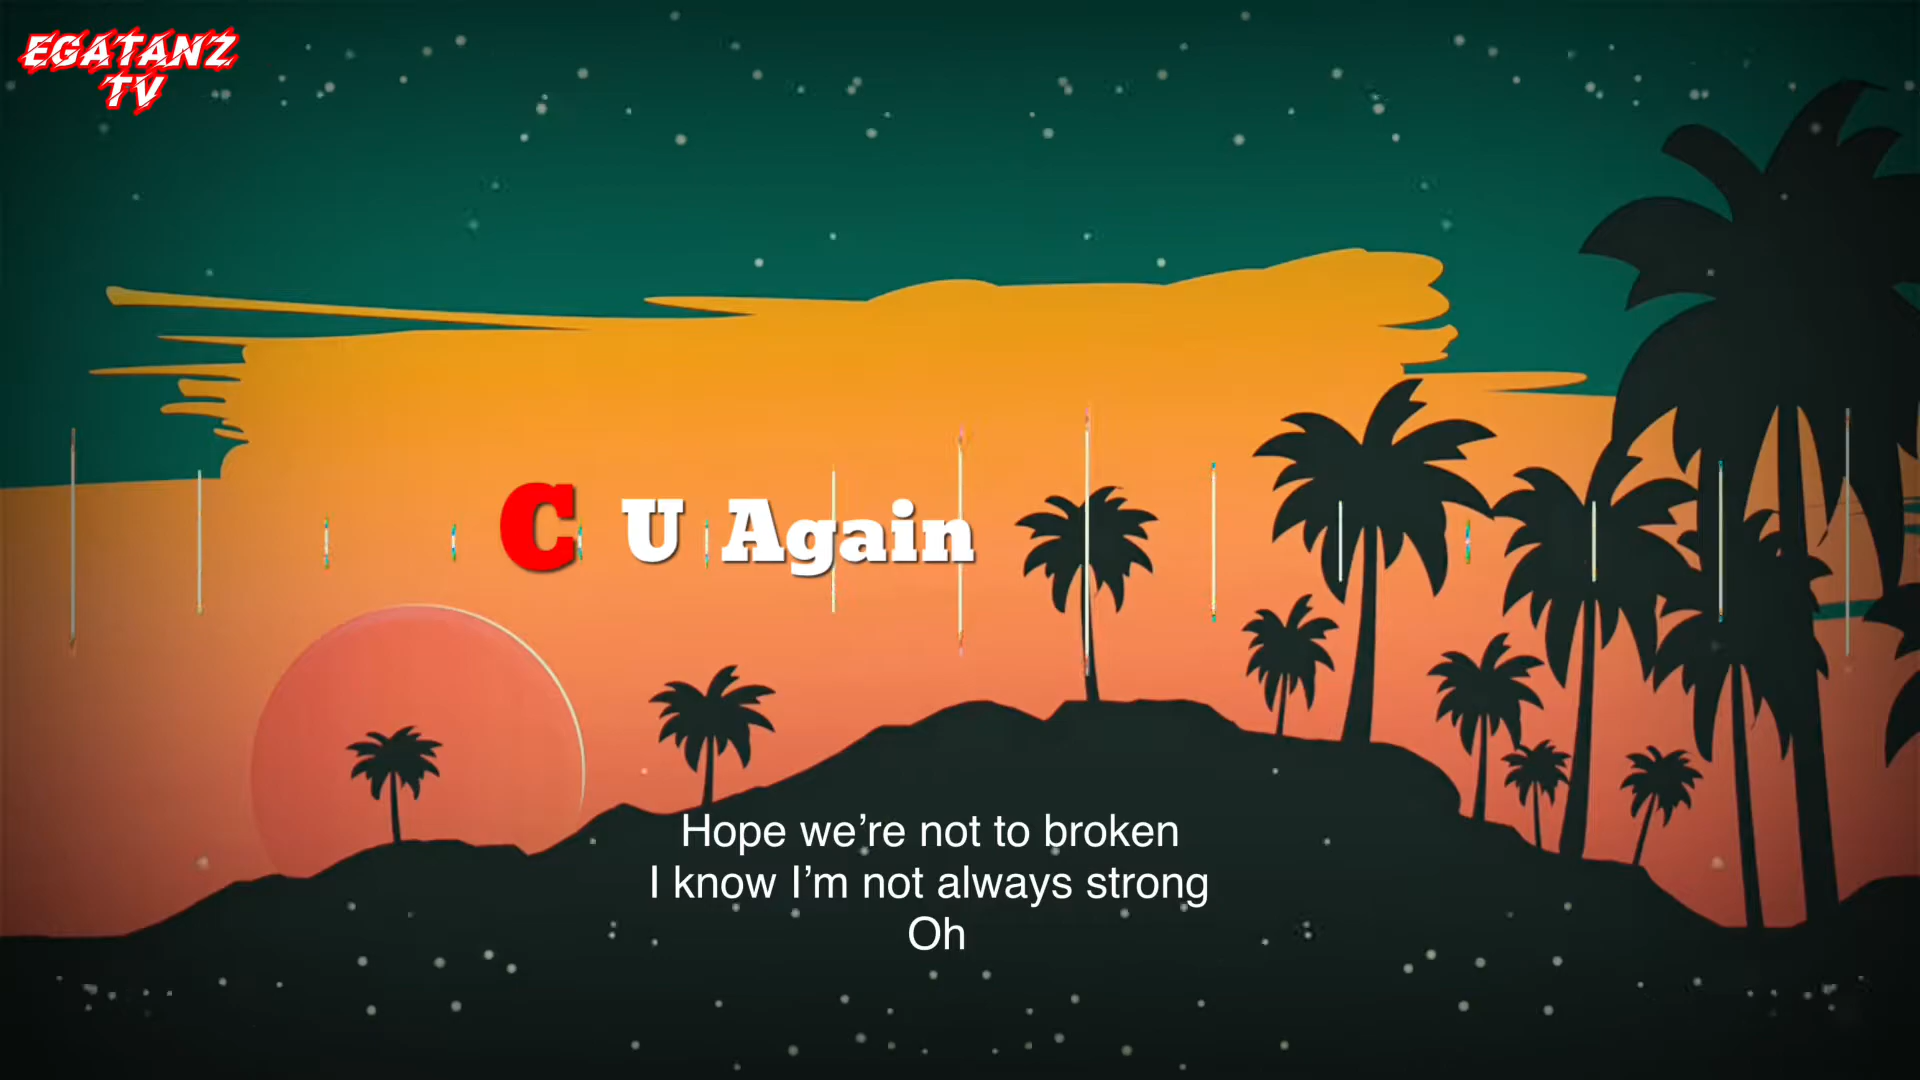 EGATANZ
TV
C U Again
Hope we’re not to broken
I know I’m not always strong
Oh